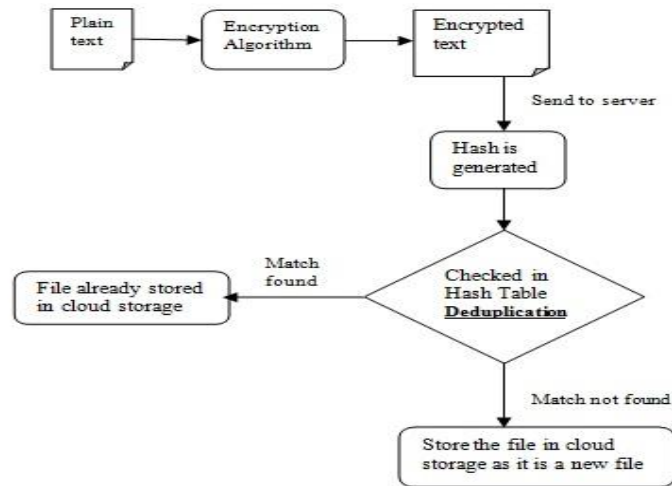 Plain
text
Encryption
Algorithm
Encrypted
text
Send to server
Hash is
generated
Checked in
Hash Table
Deduplication
Match
found
File already stored
in cloud storage
Match not found
Store the file in cloud
storage as it is a new file